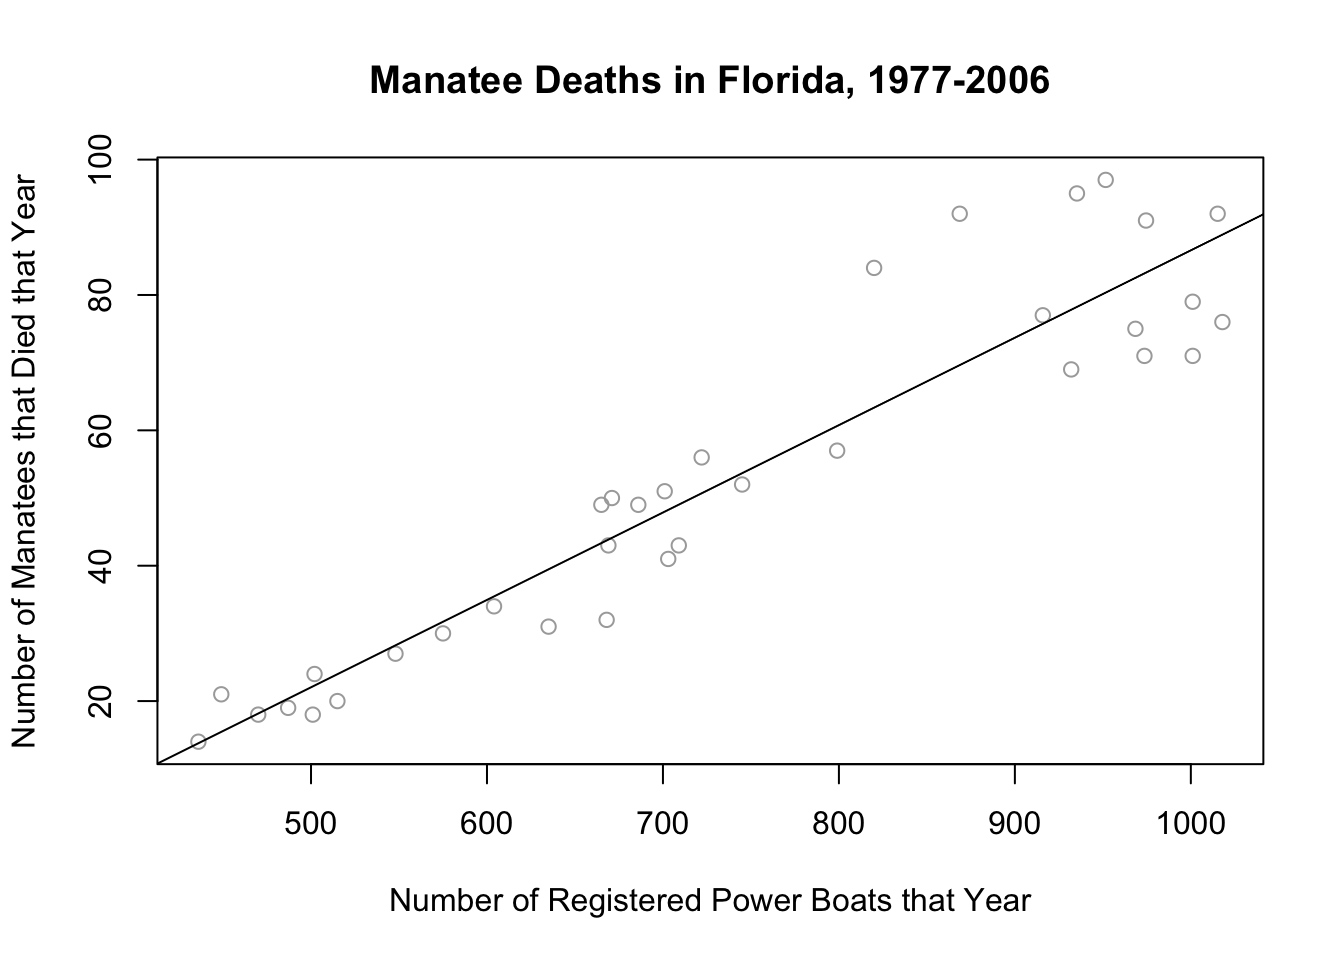 Manatee Deaths in Florida, 1977-2006
Number of Manatees that Died that Year
100
80
60
40
20
500 600 700 800 900 1000
Number of Registered Power Boats that Year